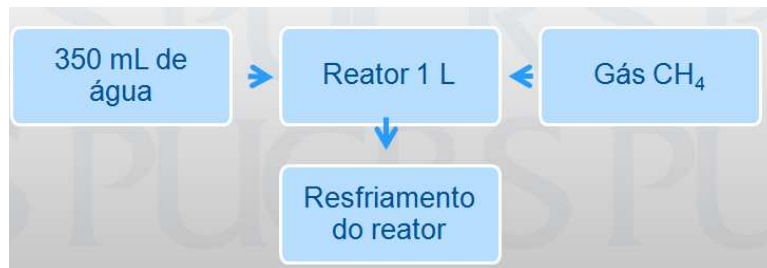 350 mL de
água
Reator 1 L
Gás CH₄
Resfriamento
do reator